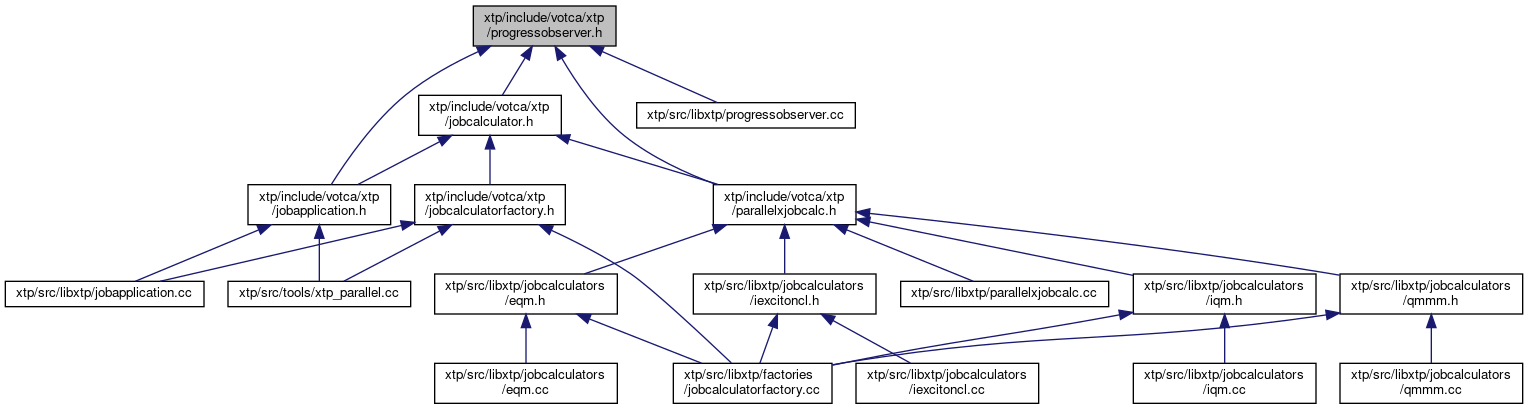 xtp/include/votca/xtp
/progressobserver.h
xtp/include/votca/xtp
/jobcalculator.h
xtp/src/libxtp/progressobserver.cc
xtp/include/votca/xtp
/jobapplication.h
xtp/include/votca/xtp
/jobcalculatorfactory.h
xtp/include/votca/xtp
/parallelxjobcalc.h
xtp/src/libxtp/jobapplication.cc
xtp/src/tools/xtp_parallel.cc
xtp/src/libxtp/jobcalculators
/eqm.h
xtp/src/libxtp/jobcalculators
/iexcitoncl.h
xtp/src/libxtp/parallelxjobcalc.cc
xtp/src/libxtp/jobcalculators
/iqm.h
xtp/src/libxtp/jobcalculators
/qmmm.h
xtp/src/libxtp/jobcalculators
/eqm.cc
xtp/src/libxtp/factories
/jobcalculatorfactory.cc
xtp/src/libxtp/jobcalculators
/iexcitoncl.cc
xtp/src/libxtp/jobcalculators
/iqm.cc
xtp/src/libxtp/jobcalculators
/qmmm.cc